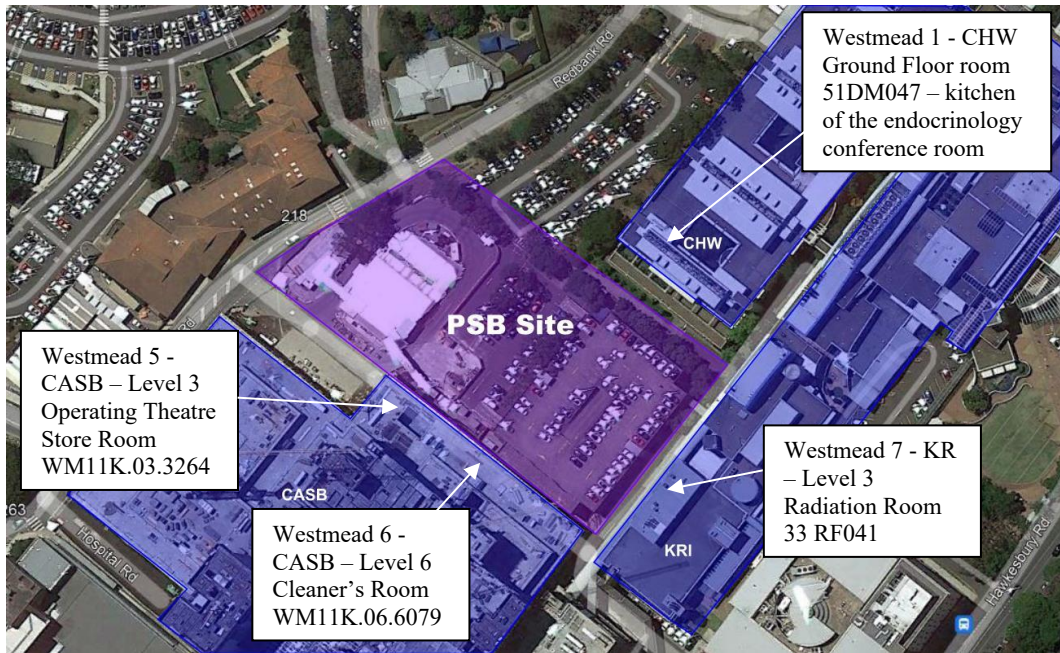 Westmead 1 - CHW
Ground Floor room
51DM047 – kitchen
of the endocrinology
conference room
Redbank Rd
CHW
218
PSB Site
Rd
Westmead 5 -
CASB – Level 3
Operating Theatre
Store Room
WM11K.03.3264
CASB
263
Hospital Rd
Westmead 6 -
CASB – Level 6
Cleaner’s Room
WM11K.06.6079
Westmead 7 - KR
– Level 3
Radiation Room
33 RF041
KRI
Hawkesbury Rd